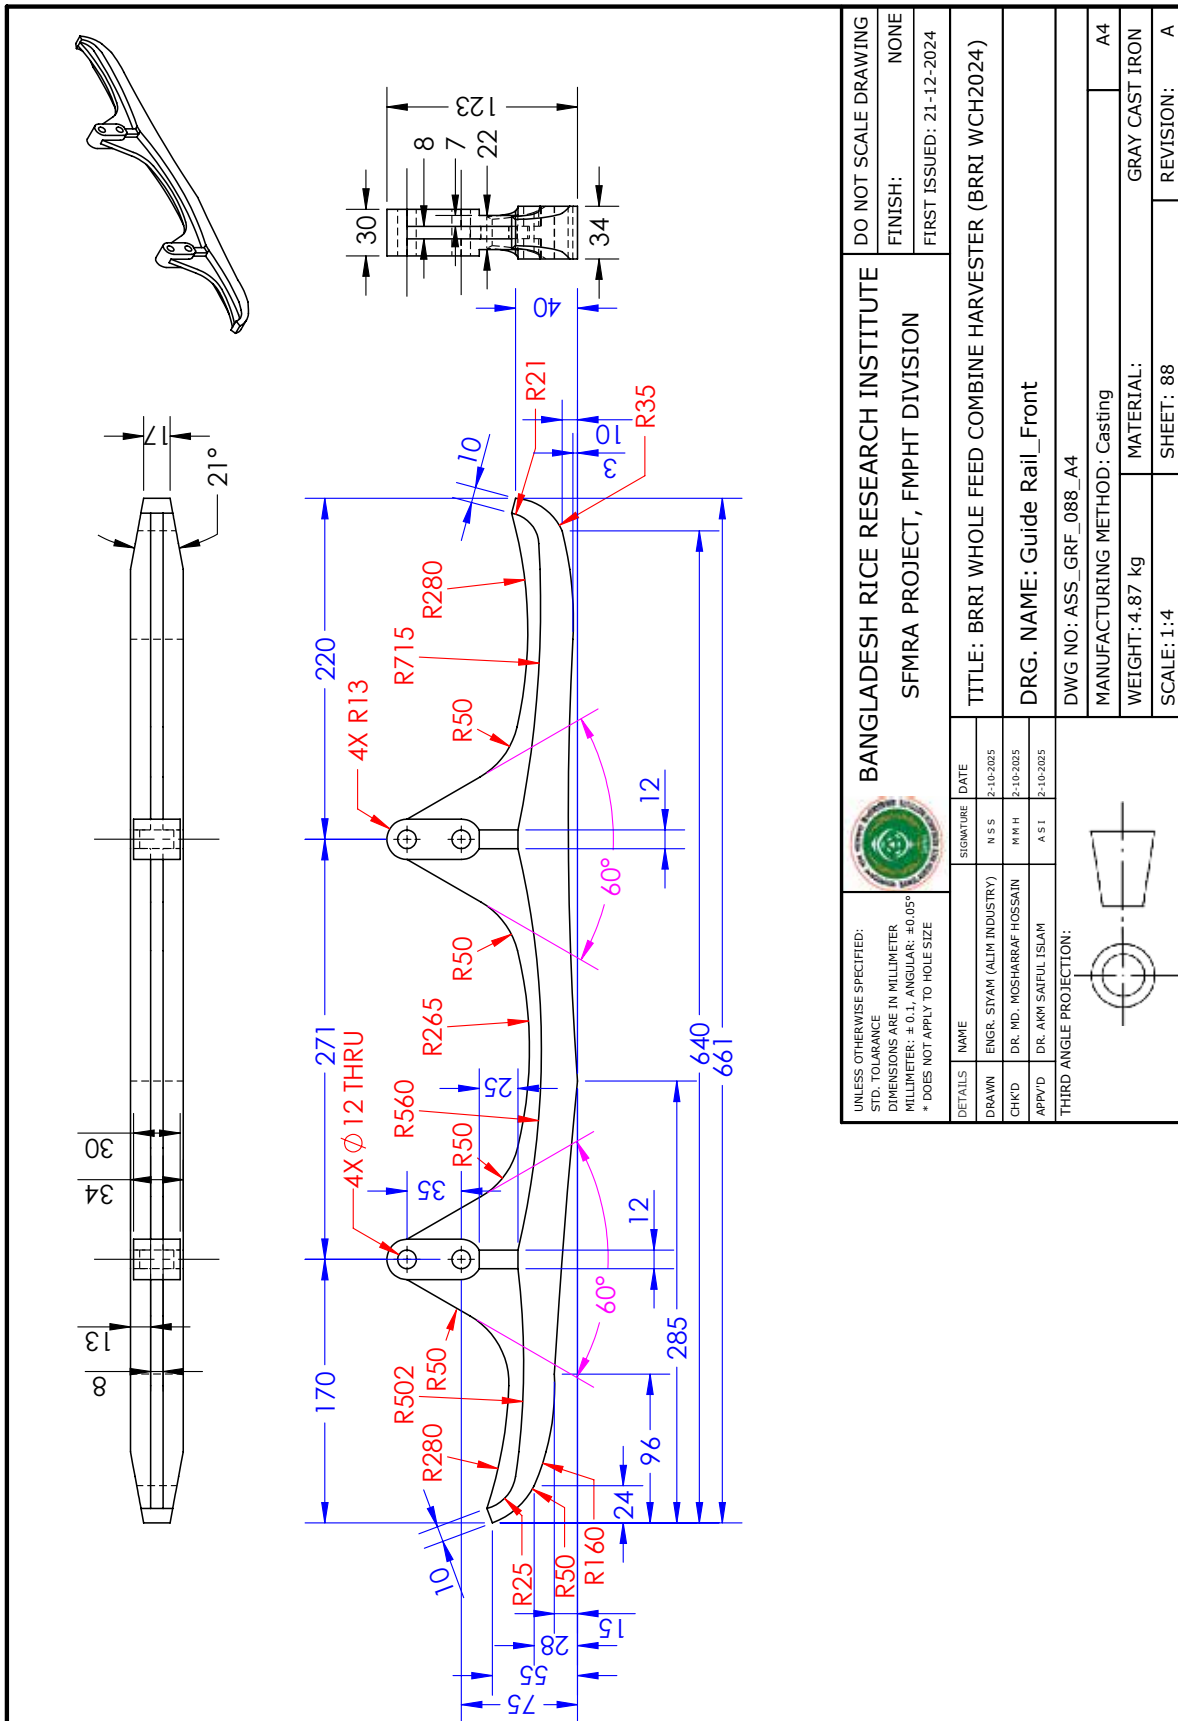 30
123
8
7
22
34
17
21°
30
34
13
8
220
271
170
10
R21
40
10
3
R35
R280
R715
4X R13
R50
12
60°
R50
R265
25
640
661
4X Ø12 THRU
R560
R50
35
12
60°
285
R50
R502
R280
96
24
10
R25
R50
R160
15
28
55
75
UNLESS OTHERWISE SPECIFIED:
STD. TOLARANCE
DIMENSIONS ARE IN MILLIMETER
MILLIMETER: ± 0.1, ANGULAR: ±0.05°
* DOES NOT APPLY TO HOLE SIZE
BANGLADESH RICE RESEARCH INSTITUTE
SFMRA PROJECT, FMPHT DIVISION
DO NOT SCALE DRAWING
FINISH: NONE
FIRST ISSUED: 21-12-2024
DETAILS NAME SIGNATURE DATE
DRAWN ENGR. SIYAM (ALIM INDUSTRY) N S S 2-10-2025
CHK'D DR. MD. MOSHARRAF HOSSAIN M M H 2-10-2025
APPV'D DR. AKM SAIFUL ISLAM A S I 2-10-2025
THIRD ANGLE PROJECTION:
TITLE: BRRI WHOLE FEED COMBINE HARVESTER (BRRI WCH2024)
DRG. NAME: Guide Rail_Front
DWG NO: ASS_GRF_088_A4
MANUFACTURING METHOD: Casting A4
WEIGHT: 4.87 kg MATERIAL: GRAY CAST IRON
SCALE: 1:4 SHEET: 88 REVISION: A